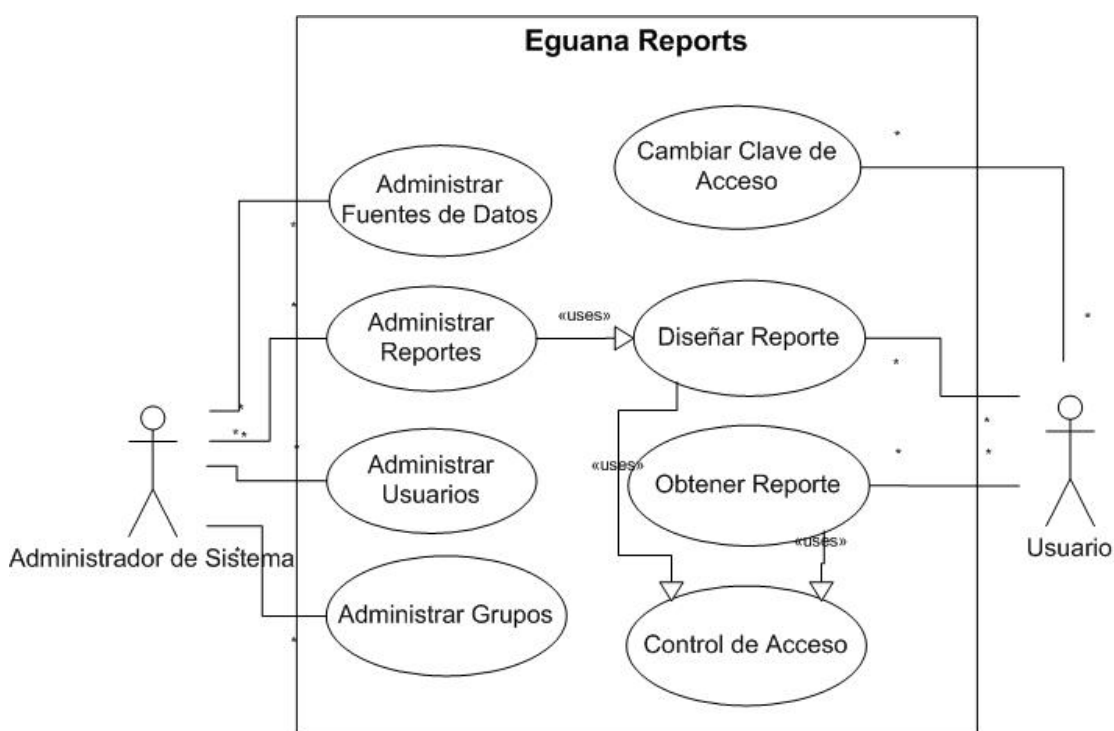 Eguana Reports
Cambiar Clave de
Acceso
*
Administrar
Fuentes de Datos
*
*
*
Administrar
Reportes
«uses»
Diseñar Reporte
*
*
* *
*
*
*
Administrar
Usuarios
«uses»
Obtener Reporte
*
*
Administrador de Sistema
*
«uses»
Usuario
Administrar Grupos
*
Control de Acceso